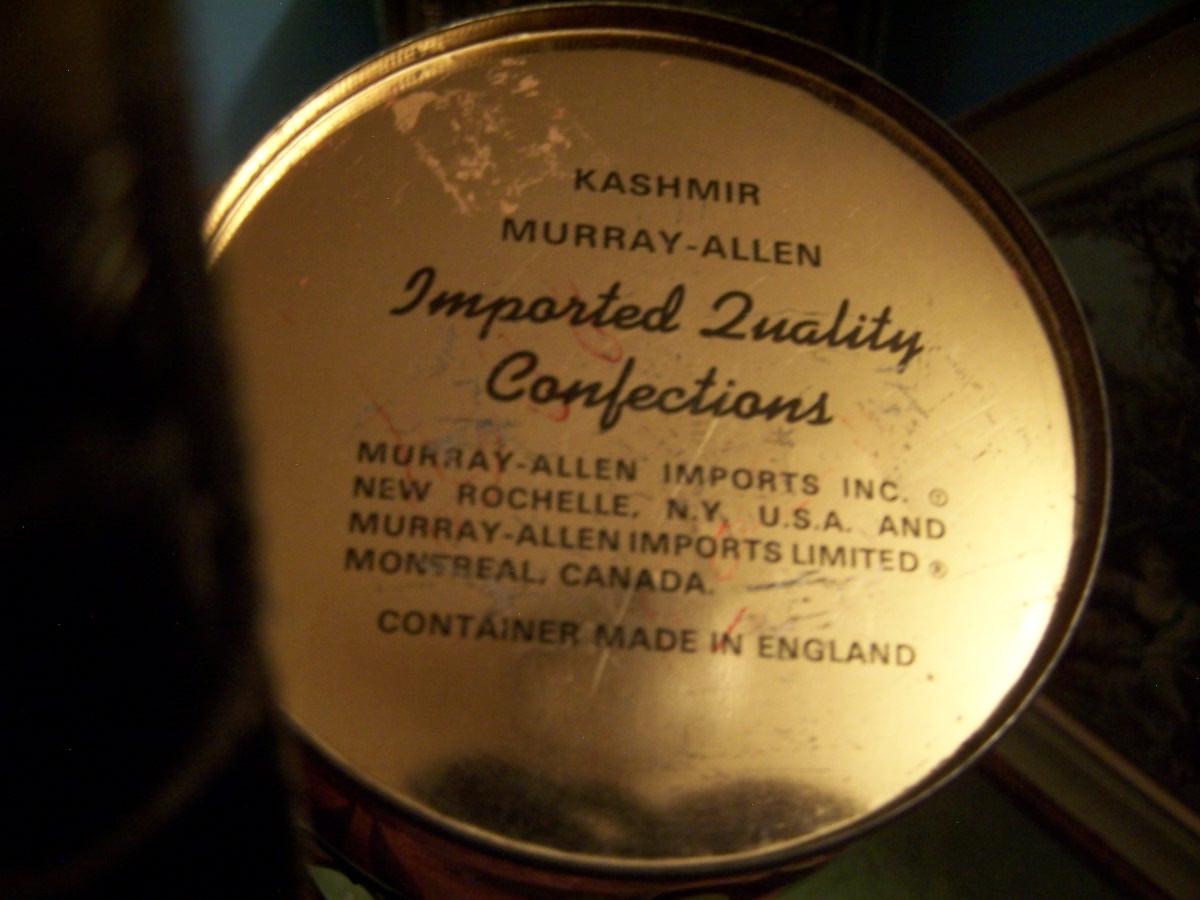 KASHMIR
MURRAY-ALLEN
Imported Quality
Confections
MURRAY-ALLEN IMPORTS INC. ®
NEW ROCHELLE, N.Y. U.S.A. AND
MURRAY-ALLEN IMPORTS LIMITED ®
MONTREAL, CANADA.
CONTAINER MADE IN ENGLAND